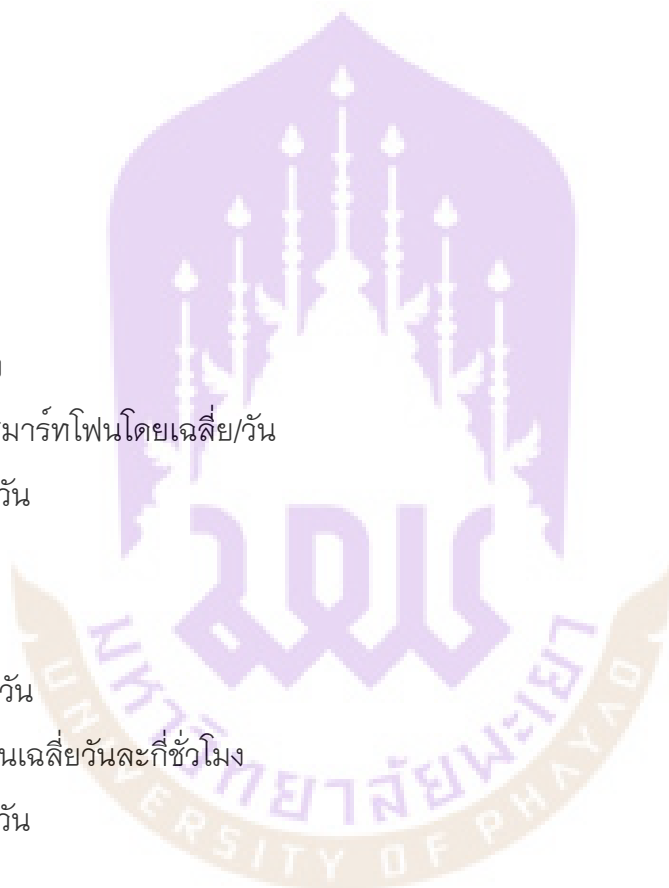 มาร์ทโฟนโดยเฉลี่ย/วัน
วัน
วัน
นเฉลี่ยวันละกี่ชั่วโมง
วัน
มหาวิทยาลัยพะเยา
UNIVERSITY OF PHAYAO